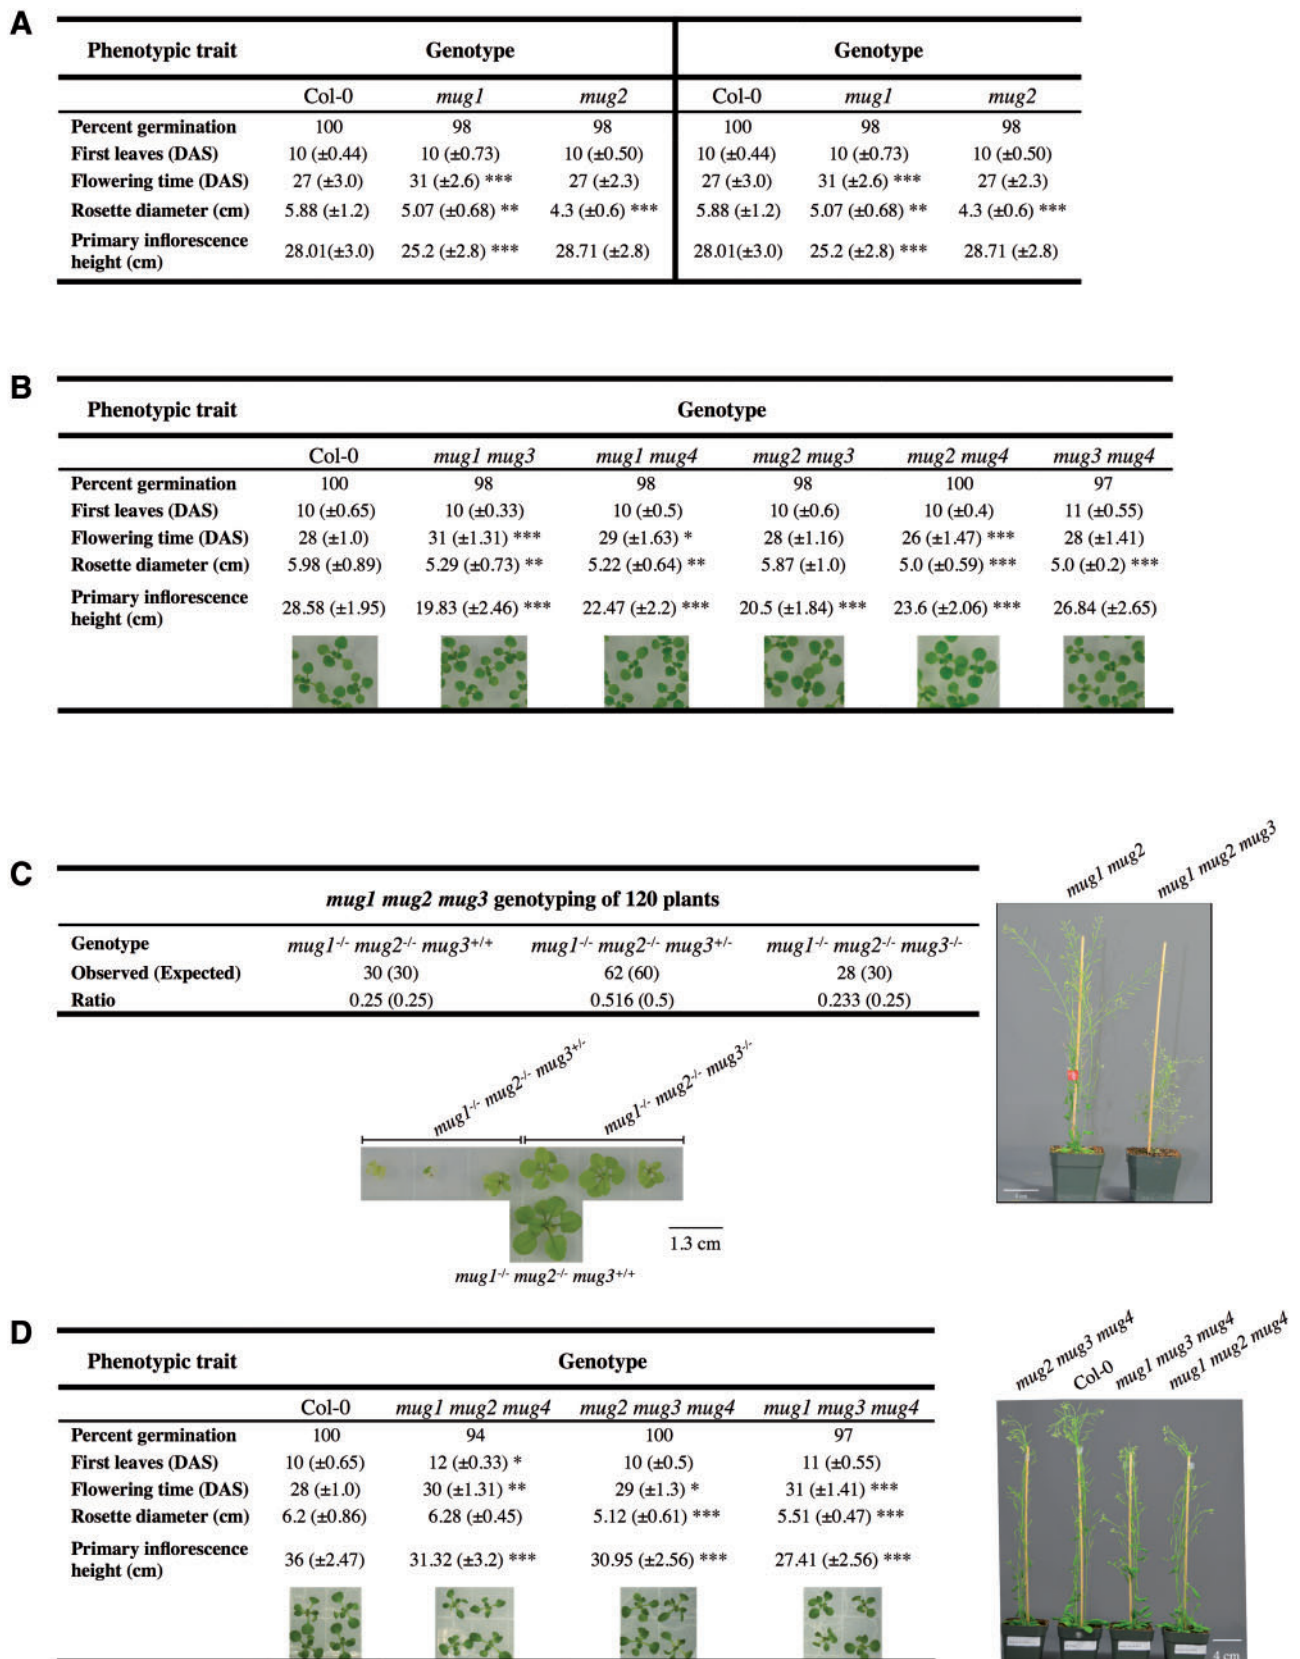 A
Phenotypic trait Genotype Genotype
Col-0 mug1 mug2 Col-0 mug1 mug2
Percent germination 100 98 98 100 98 98
First leaves (DAS) 10 (±0.44) 10 (±0.73) 10 (±0.50) 10 (±0.44) 10 (±0.73) 10 (±0.50)
Flowering time (DAS) 27 (±3.0) 31 (±2.6) *** 27 (±2.3) 27 (±3.0) 31 (±2.6) *** 27 (±2.3)
Rosette diameter (cm) 5.88 (±1.2) 5.07 (±0.68) ** 4.3 (±0.6) *** 5.88 (±1.2) 5.07 (±0.68) ** 4.3 (±0.6) ***
Primary inflorescence
height (cm) 28.01(±3.0) 25.2 (±2.8) *** 28.71 (±2.8) 28.01(±3.0) 25.2 (±2.8) *** 28.71 (±2.8)
B
Phenotypic trait Genotype
Col-0 mug1 mug3 mug1 mug4 mug2 mug3 mug2 mug4 mug3 mug4
Percent germination 100 98 98 98 100 97
First leaves (DAS) 10 (±0.65) 10 (±0.33) 10 (±0.5) 10 (±0.6) 10 (±0.4) 11 (±0.55)
Flowering time (DAS) 28 (±1.0) 31 (±1.31) *** 29 (±1.63) * 28 (±1.16) 26 (±1.47) *** 28 (±1.41)
Rosette diameter (cm) 5.98 (±0.89) 5.29 (±0.73) ** 5.22 (±0.64) ** 5.87 (±1.0) 5.0 (±0.59) *** 5.0 (±0.2) ***
Primary inflorescence
height (cm) 28.58 (±1.95) 19.83 (±2.46) *** 22.47 (±2.2) *** 20.5 (±1.84) *** 23.6 (±2.06) *** 26.84 (±2.65)
C
mug1 mug2 mug3 genotyping of 120 plants
Genotype mug1-/- mug2-/- mug3+/+ mug1-/- mug2-/- mug3+/- mug1-/- mug2-/- mug3-/-
Observed (Expected) 30 (30) 62 (60) 28 (30)
Ratio 0.25 (0.25) 0.516 (0.5) 0.233 (0.25)
mug1 mug2
mug1 mug2 mug3
mug1-/- mug2-/- mug3+/-
mug1-/- mug2-/- mug3-/-
1.3 cm
mug1-/- mug2-/- mug3+/+
D
Phenotypic trait Genotype
Col-0 mug1 mug2 mug4 mug2 mug3 mug4 mug1 mug3 mug4
Percent germination 100 94 100 97
First leaves (DAS) 10 (±0.65) 12 (±0.33) * 10 (±0.5) 11 (±0.55)
Flowering time (DAS) 28 (±1.0) 30 (±1.31) ** 29 (±1.3) * 31 (±1.41) ***
Rosette diameter (cm) 6.2 (±0.86) 6.28 (±0.45) 5.12 (±0.61) *** 5.51 (±0.47) ***
Primary inflorescence
height (cm) 36 (±2.47) 31.32 (±3.2) *** 30.95 (±2.56) *** 27.41 (±2.56) ***
mug2 mug3 mug4
Col-0
mug1 mug3 mug4
mug1 mug2 mug4
4 cm